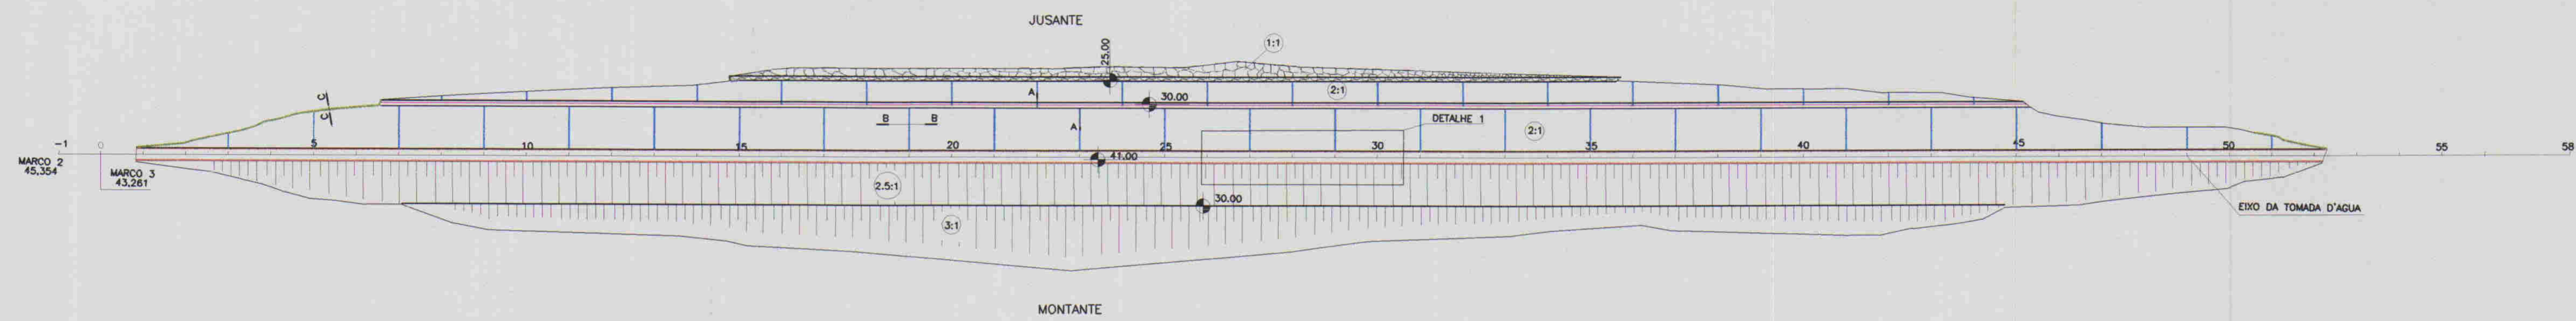 JUSANTE
1:1
25.00
C C
A
30.00
2:1
B B
A
DETALHE 1
2:1
-1 0 5 10 15 20 25 30 35 40 45 50 55 58
MARCO 2
45,354
MARCO 3
43,261
41.00
2.5:1
30.00
3:1
EIXO DA TOMADA D'AGUA
MONTANTE